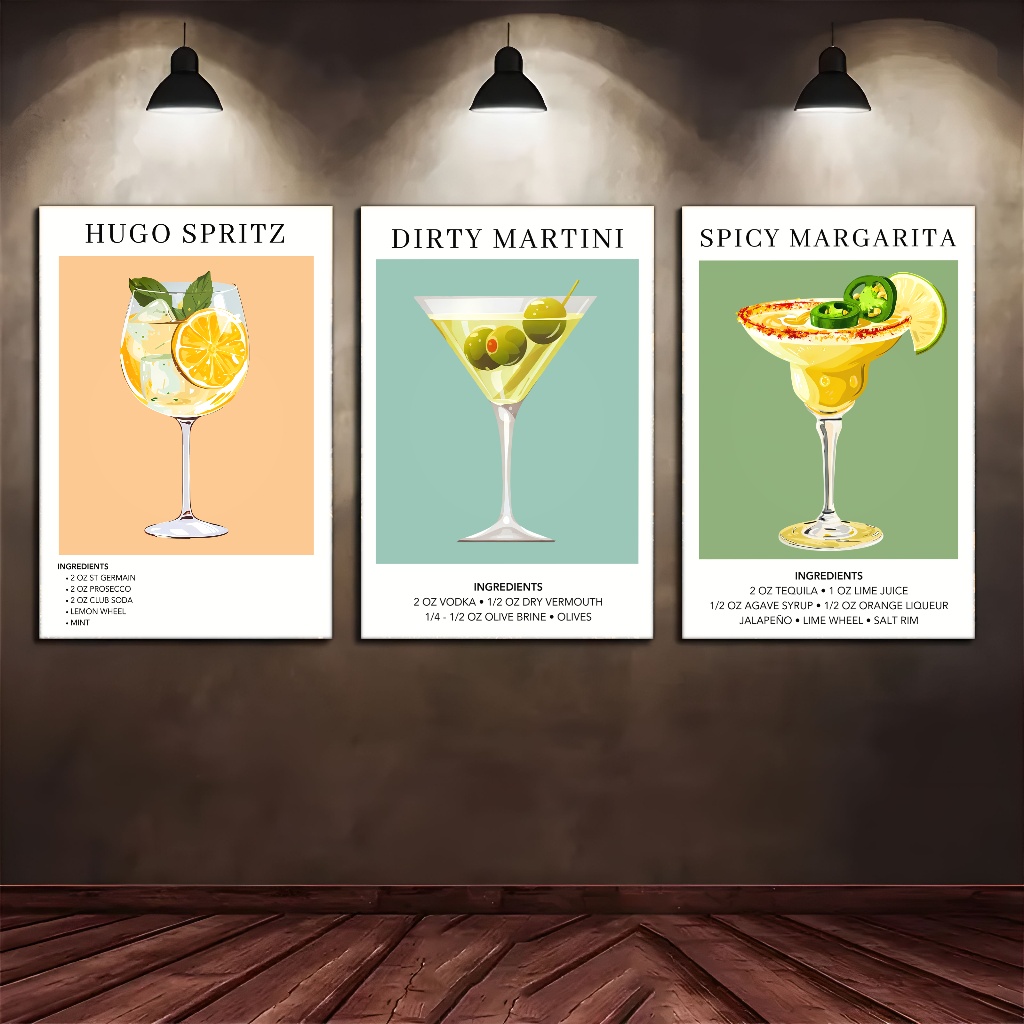 HUGO SPRITZ
INGREDIENTS
• 2 OZ ST GERMAIN
• 2 OZ PROSECCO
• 2 OZ CLUB SODA
• LEMON WHEEL
• MINT
DIRTY MARTINI
INGREDIENTS
2 OZ VODKA • 1/2 OZ DRY VERMOUTH
1/4 - 1/2 OZ OLIVE BRINE • OLIVES
SPICY MARGARITA
INGREDIENTS
2 OZ TEQUILA • 1 OZ LIME JUICE
1/2 OZ AGAVE SYRUP • 1/2 OZ ORANGE LIQUEUR
JALAPEÑO • LIME WHEEL • SALT RIM